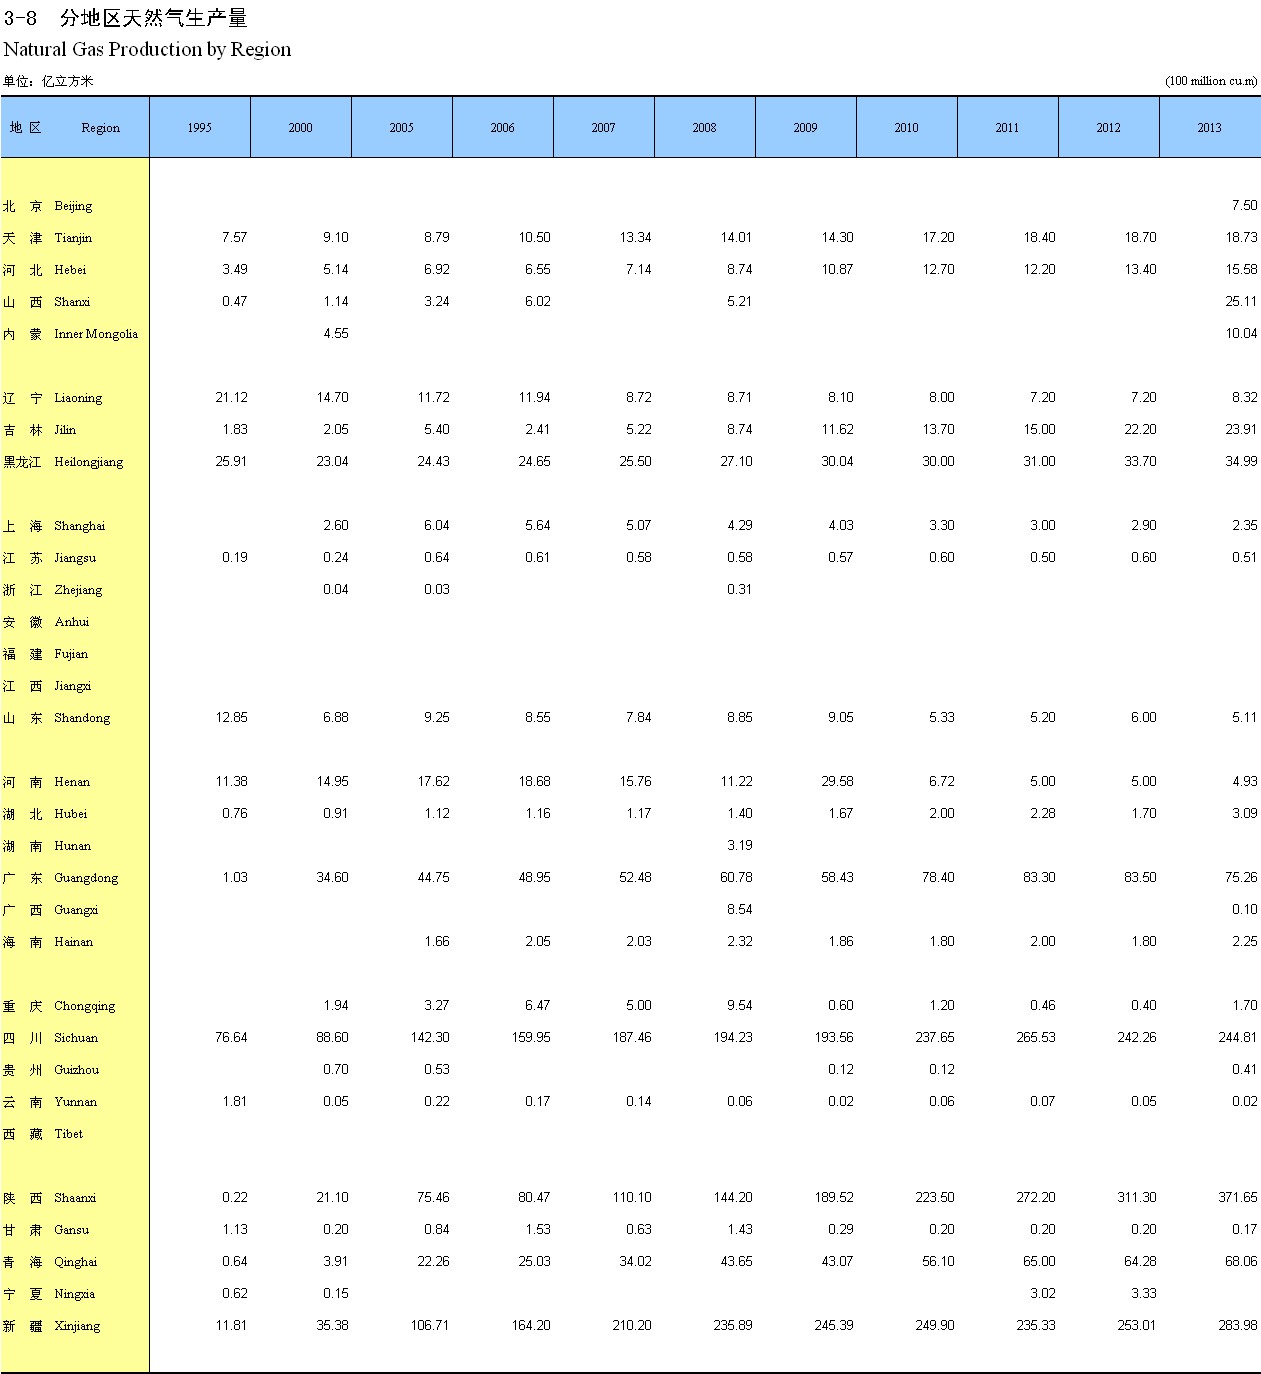 3-8 分地区天然气生产量
Natural Gas Production by Region
单位：亿立方米 (100 million cu.m)
地 区 Region 1995 2000 2005 2006 2007 2008 2009 2010 2011 2012 2013
北 京 Beijing 7.50
天 津 Tianjin 7.57 9.10 8.79 10.50 13.34 14.01 14.30 17.20 18.40 18.70 18.73
河 北 Hebei 3.49 5.14 6.92 6.55 7.14 8.74 10.87 12.70 12.20 13.40 15.58
山 西 Shanxi 0.47 1.14 3.24 6.02 5.21 25.11
内 蒙 Inner Mongolia 4.55 10.04
辽 宁 Liaoning 21.12 14.70 11.72 11.94 8.72 8.71 8.10 8.00 7.20 7.20 8.32
吉 林 Jilin 1.83 2.05 5.40 2.41 5.22 8.74 11.62 13.70 15.00 22.20 23.91
黑龙江 Heilongjiang 25.91 23.04 24.43 24.65 25.50 27.10 30.04 30.00 31.00 33.70 34.99
上 海 Shanghai 2.60 6.04 5.64 5.07 4.29 4.03 3.30 3.00 2.90 2.35
江 苏 Jiangsu 0.19 0.24 0.64 0.61 0.58 0.58 0.57 0.60 0.50 0.60 0.51
浙 江 Zhejiang 0.04 0.03 0.31
安 徽 Anhui
福 建 Fujian
江 西 Jiangxi
山 东 Shandong 12.85 6.88 9.25 8.55 7.84 8.85 9.05 5.33 5.20 6.00 5.11
河 南 Henan 11.38 14.95 17.62 18.68 15.76 11.22 29.58 6.72 5.00 5.00 4.93
湖 北 Hubei 0.76 0.91 1.12 1.16 1.17 1.40 1.67 2.00 2.28 1.70 3.09
湖 南 Hunan 3.19
广 东 Guangdong 1.03 34.60 44.75 48.95 52.48 60.78 58.43 78.40 83.30 83.50 75.26
广 西 Guangxi 8.54 0.10
海 南 Hainan 1.66 2.05 2.03 2.32 1.86 1.80 2.00 1.80 2.25
重 庆 Chongqing 1.94 3.27 6.47 5.00 9.54 0.60 1.20 0.46 0.40 1.70
四 川 Sichuan 76.64 88.60 142.30 159.95 187.46 194.23 193.56 237.65 265.53 242.26 244.81
贵 州 Guizhou 0.70 0.53 0.12 0.12 0.41
云 南 Yunnan 1.81 0.05 0.22 0.17 0.14 0.06 0.02 0.06 0.07 0.05 0.02
西 藏 Tibet
陕 西 Shaanxi 0.22 21.10 75.46 80.47 110.10 144.20 189.52 223.50 272.20 311.30 371.65
甘 肃 Gansu 1.13 0.20 0.84 1.53 0.63 1.43 0.29 0.20 0.20 0.20 0.17
青 海 Qinghai 0.64 3.91 22.26 25.03 34.02 43.65 43.07 56.10 65.00 64.28 68.06
宁 夏 Ningxia 0.62 0.15 3.02 3.33
新 疆 Xinjiang 11.81 35.38 106.71 164.20 210.20 235.89 245.39 249.90 235.33 253.01 283.98